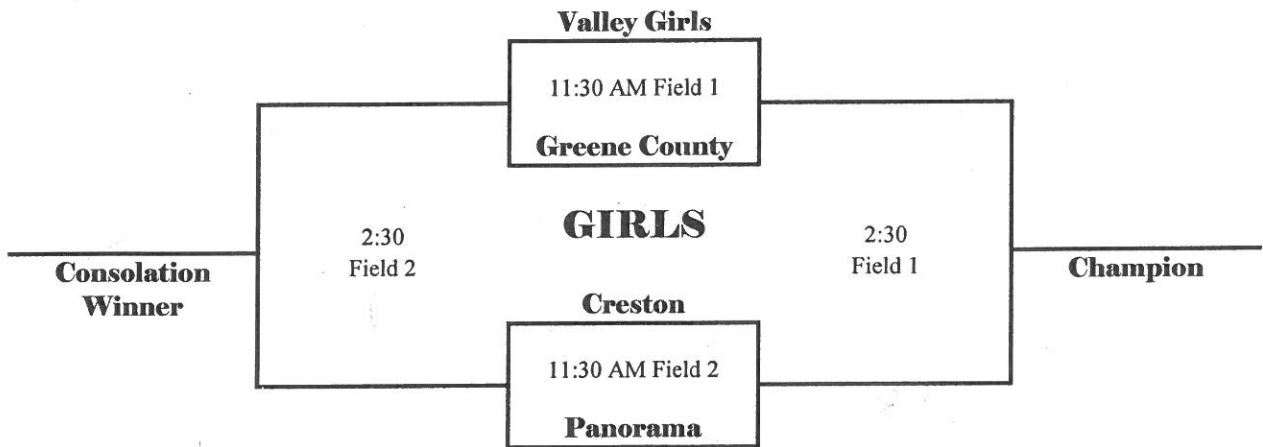 Valley Girls
11:30 AM Field 1
Greene County
GIRLS
2:30
Field 2
2:30
Field 1
Consolation
Winner
Champion
Creston
11:30 AM Field 2
Panorama